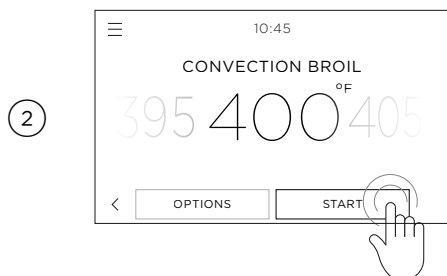 10:45
CONVECTION BROIL
395 400°F 405
2
OPTIONS
START